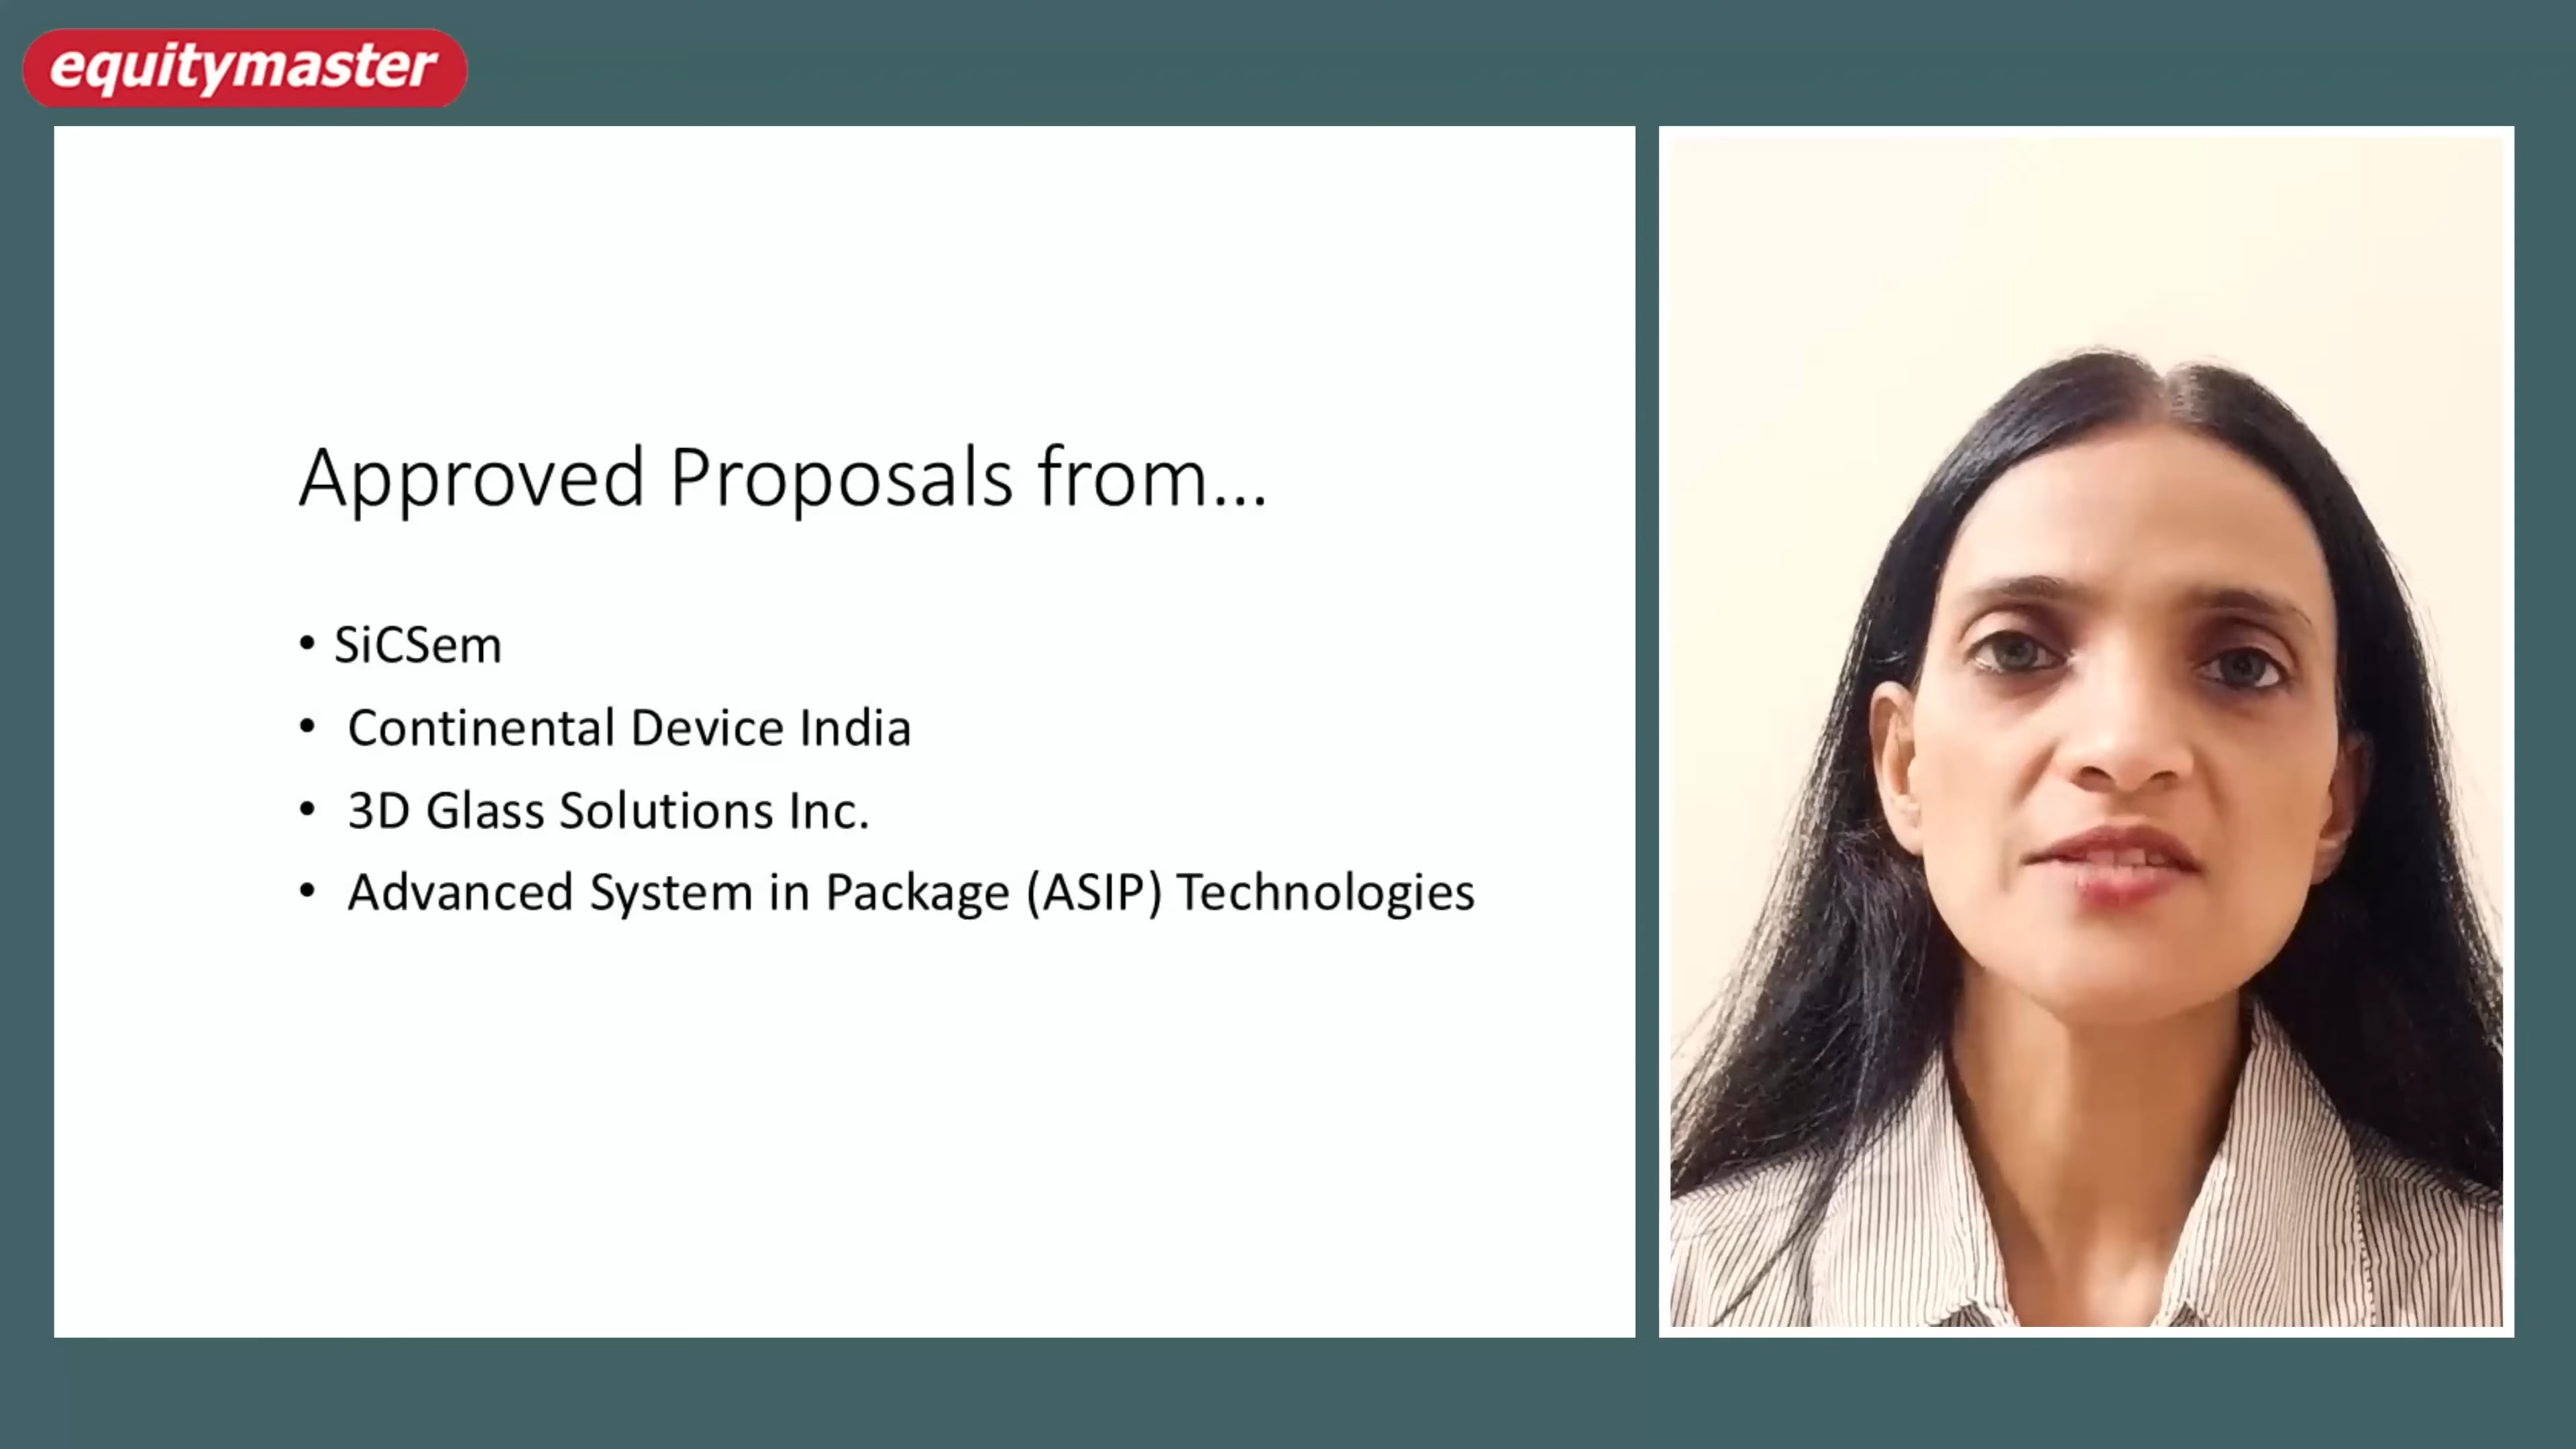 equitymaster
Approved Proposals from...
• SiCSem
• Continental Device India
• 3D Glass Solutions Inc.
• Advanced System in Package (ASIP) Technologies